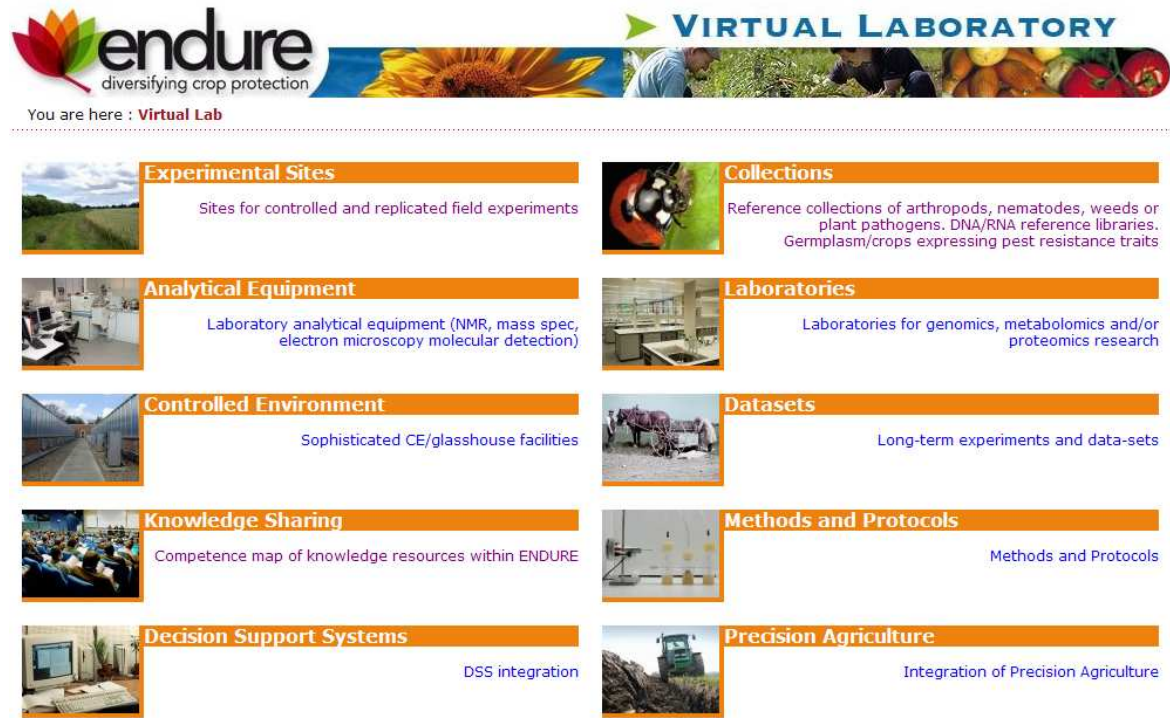 endure
diversifying crop protection
VIRTUAL LABORATORY
You are here : Virtual Lab
Experimental Sites
Sites for controlled and replicated field experiments
Collections
Reference collections of arthropods, nematodes, weeds or
plant pathogens. DNA/RNA reference libraries.
Germplasm/crops expressing pest resistance traits
Analytical Equipment
Laboratory analytical equipment (NMR, mass spec,
electron microscopy molecular detection)
Laboratories
Laboratories for genomics, metabolomics and/or
proteomics research
Controlled Environment
Sophisticated CE/glasshouse facilities
Datasets
Long-term experiments and data-sets
Knowledge Sharing
Competence map of knowledge resources within ENDURE
Methods and Protocols
Methods and Protocols
Decision Support Systems
DSS integration
Precision Agriculture
Integration of Precision Agriculture